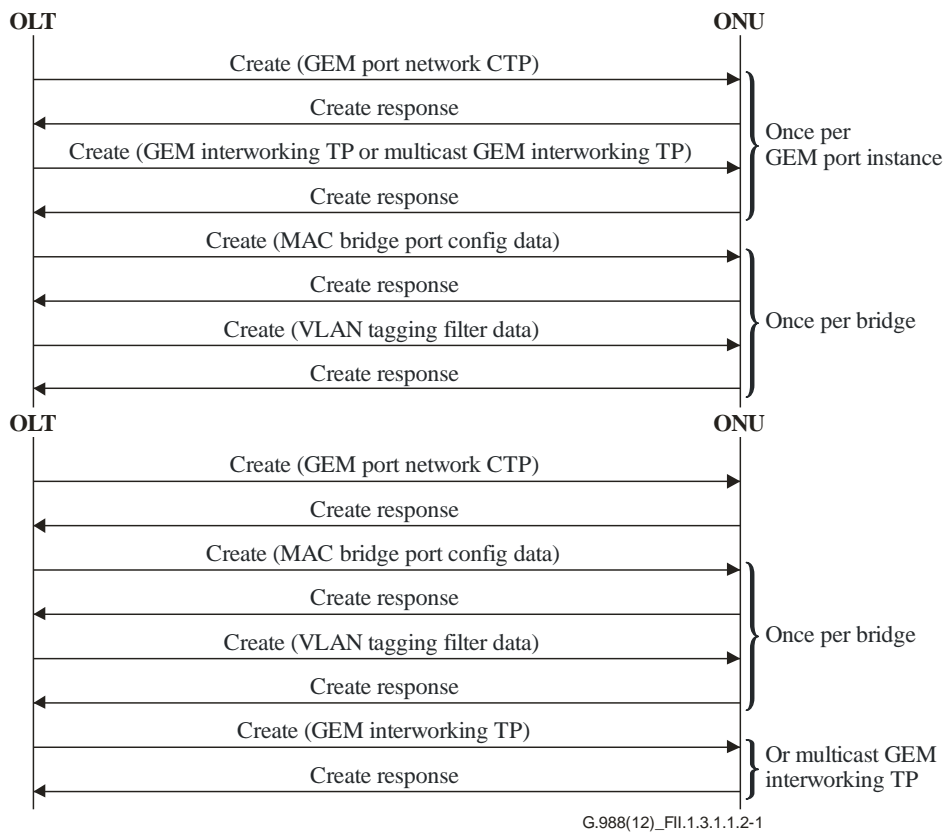 OLT ONU
Create (GEM port network CTP)
Create response
Create (GEM interworking TP or multicast GEM interworking TP)
Create response
Once per
GEM port instance
Create (MAC bridge port config data)
Create response
Create (VLAN tagging filter data)
Create response
Once per bridge
OLT ONU
Create (GEM port network CTP)
Create response
Create (MAC bridge port config data)
Create response
Create (VLAN tagging filter data)
Create response
Once per bridge
Create (GEM interworking TP)
Create response
Or multicast GEM
interworking TP
G.988(12)_FII.1.3.1.1.2-1